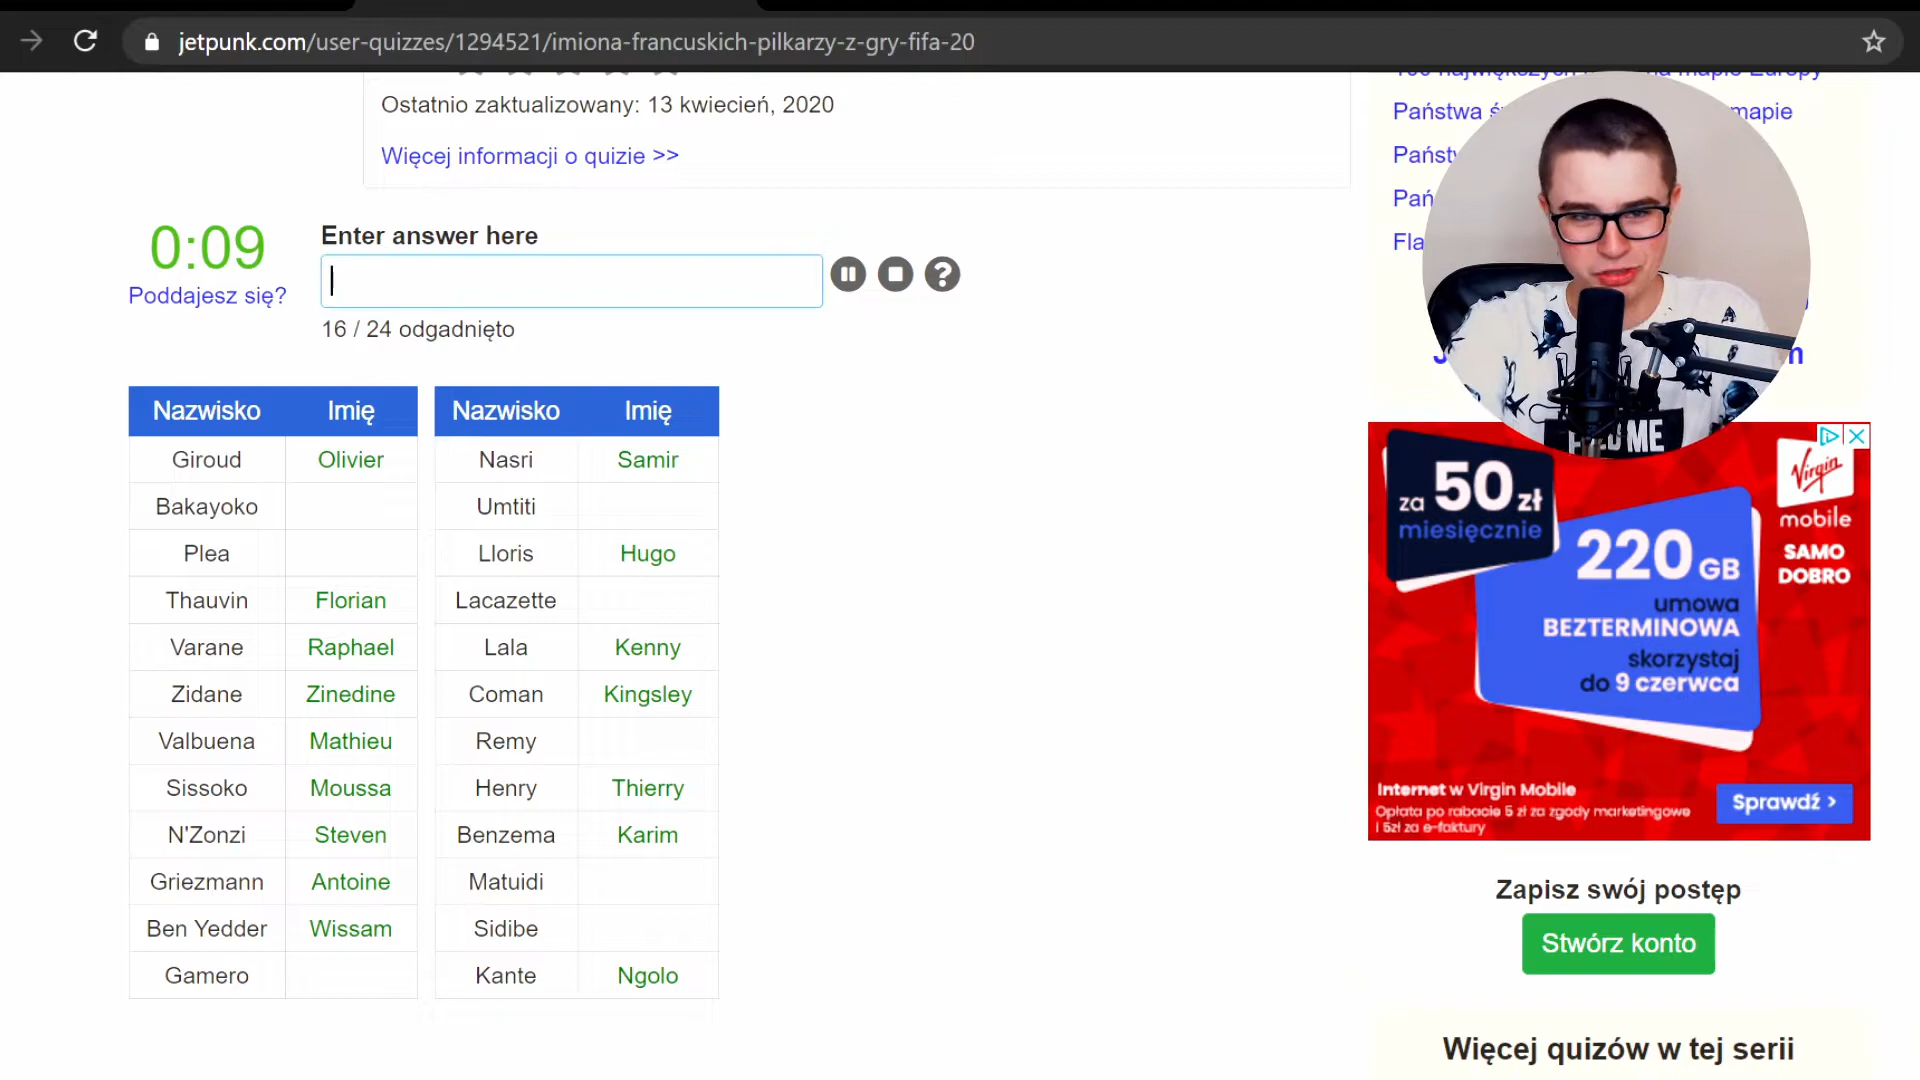 jetpunk.com/user-quizzes/1294521/imiona-francuskich-pilkarzy-z-gry-fifa-20
Ostatnio zaktualizowany: 13 kwiecień, 2020
Więcej informacji o quizie >>
0:09
Poddajesz się?
Enter answer here
16 / 24 odgadnięto
Nazwisko Imię
Giroud Olivier
Bakayoko
Plea
Thauvin Florian
Varane Raphael
Zidane Zinedine
Valbuena Mathieu
Sissoko Moussa
N'Zonzi Steven
Griezmann Antoine
Ben Yedder Wissam
Gamero
Nazwisko Imię
Nasri Samir
Umtiti
Lloris Hugo
Lacazette
Lala Kenny
Coman Kingsley
Remy
Henry Thierry
Benzema Karim
Matuidi
Sidibe
Kante Ngolo
Państwa mapie
za 50 zł
miesięcznie
Virgin
mobile
SAMO
DOBRO
220 GB
umowa
BEZTERMINOWA
skorzystaj
do 9 czerwca
Internet w Virgin Mobile
Opłata po rabacie 5 zł za zgody marketingowe
i 5zł za e-faktury
Sprawdź >
Zapisz swój postęp
Stwórz konto
Więcej quizów w tej serii